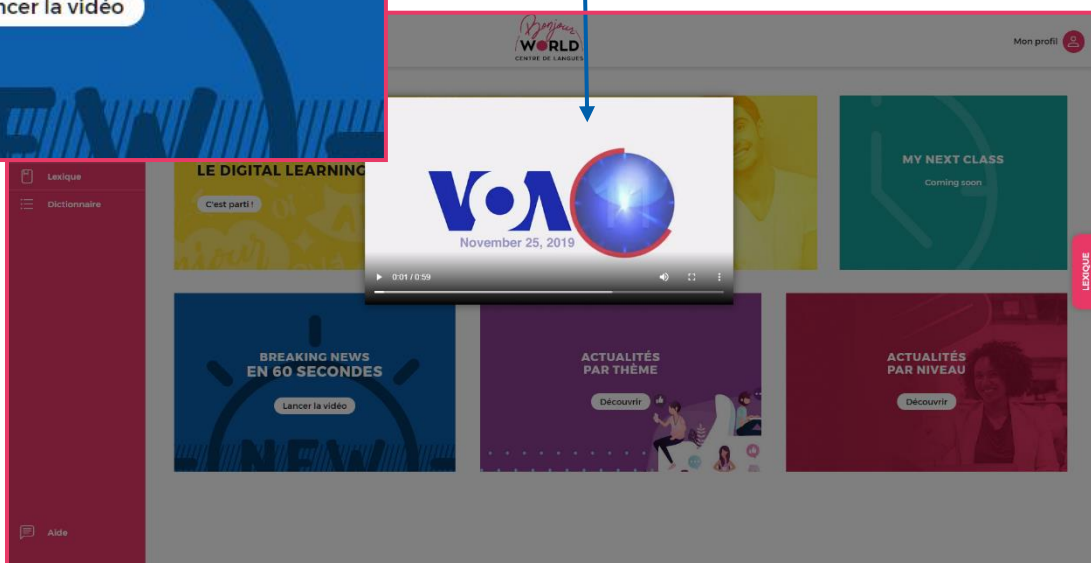 ncer la vidéo
Bonjour
WORLD
CENTRE DE LANGUES
Mon profil
Lexique
Dictionnaire
LE DIGITAL LEARNING
C'est parti !
VOA
November 25, 2019
0:01 / 0:59
MY NEXT CLASS
Coming soon
LEXIQUE
BREAKING NEWS
EN 60 SECONDES
Lancer la vidéo
NEW
ACTUALITÉS
PAR THÈME
Découvrir
ACTUALITÉS
PAR NIVEAU
Découvrir
Aide